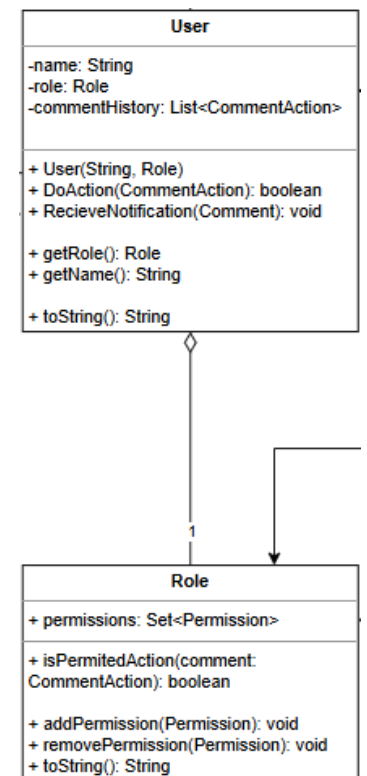 User
-name: String
-role: Role
-commentHistory: List<CommentAction>
+ User(String, Role)
+ DoAction(CommentAction): boolean
+ RecieveNotification(Comment): void
+ getRole(): Role
+ getName(): String
+ toString(): String
1
Role
+ permissions: Set<Permission>
+ isPermitedAction(comment:
CommentAction): boolean
+ addPermission(Permission): void
+ removePermission(Permission): void
+ toString(): String